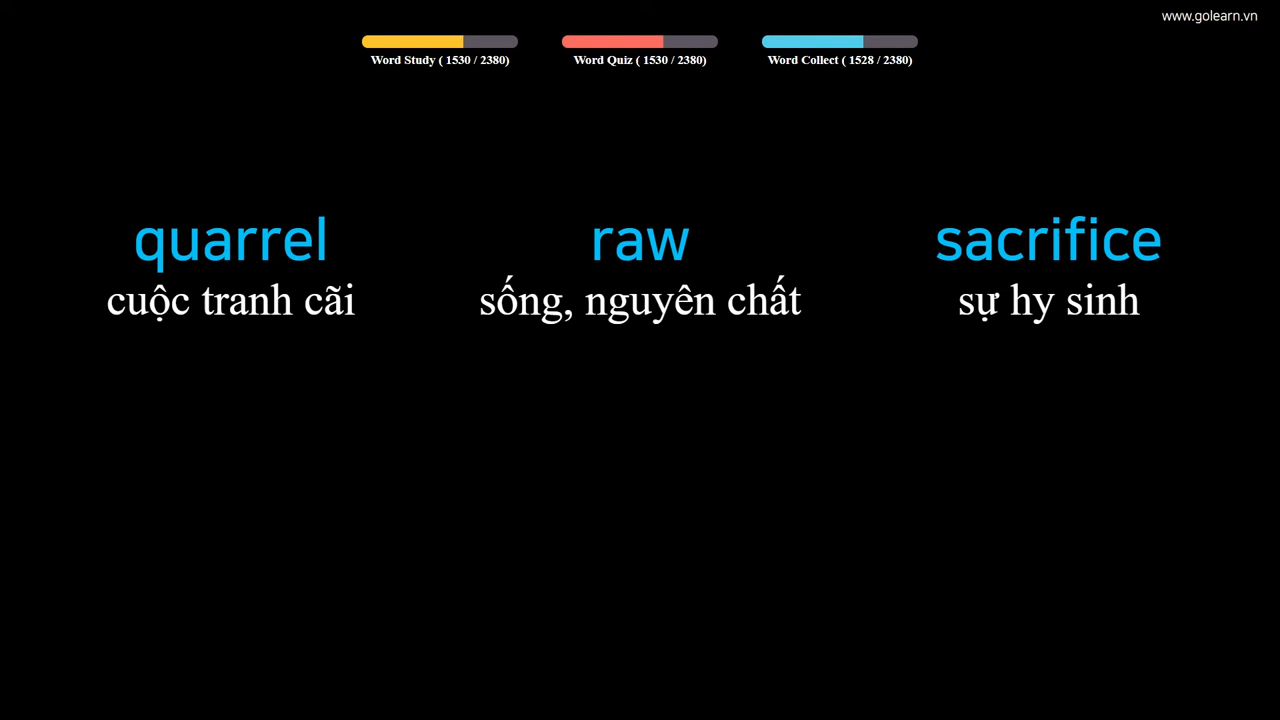 www.golearn.vn
Word Study ( 1530 / 2380)
Word Quiz ( 1530 / 2380)
Word Collect ( 1528 / 2380)
quarrel
cuộc tranh cãi
raw
sống, nguyên chất
sacrifice
sự hy sinh